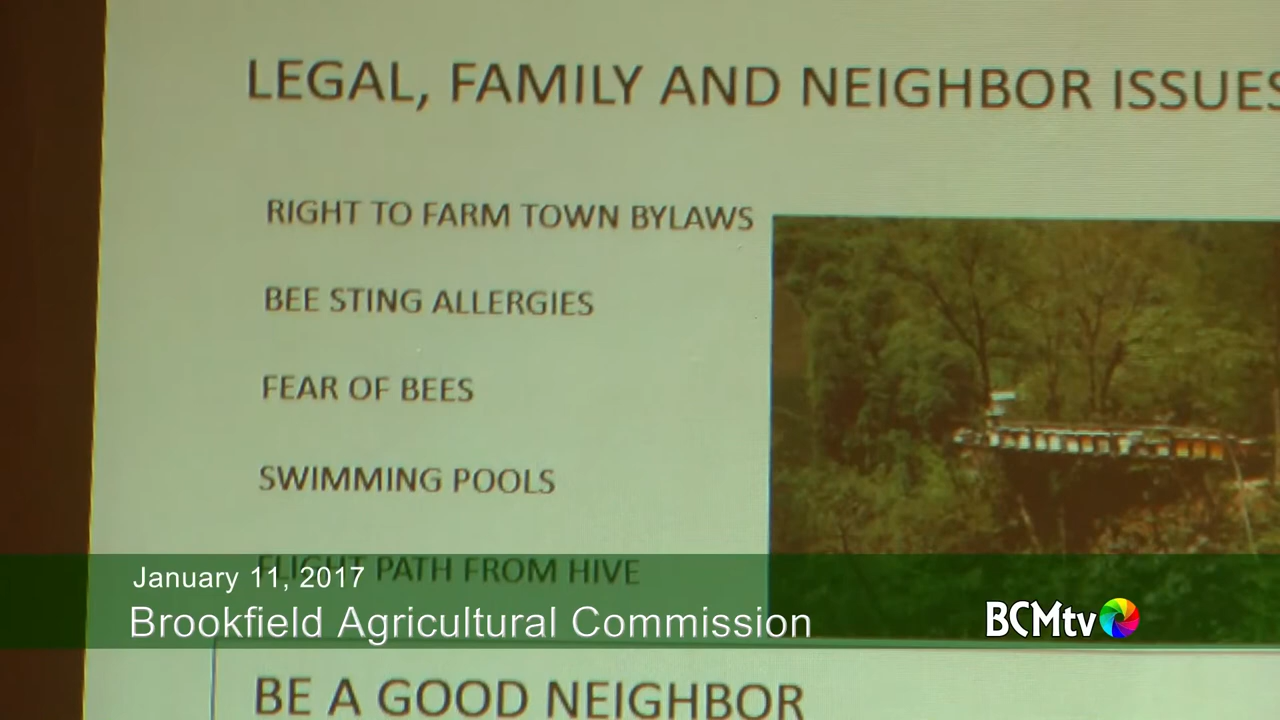 LEGAL, FAMILY AND NEIGHBOR ISSUES
RIGHT TO FARM TOWN BYLAWS
BEE STING ALLERGIES
FEAR OF BEES
SWIMMING POOLS
FLIGHT PATH FROM HIVE
January 11, 2017
Brookfield Agricultural Commission
BCMtv
BE A GOOD NEIGHBOR